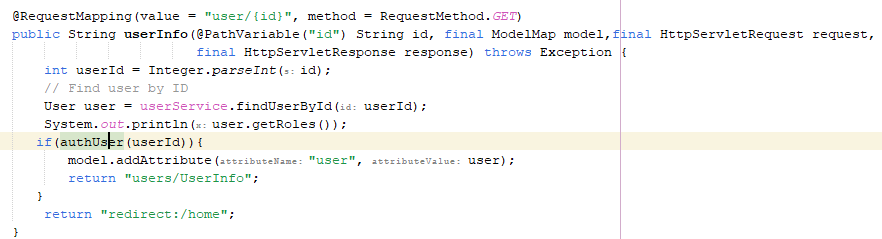 @RequestMapping(value = "user/{id}", method = RequestMethod.GET)
public String userInfo(@PathVariable("id") String id, final ModelMap model,final HttpServletRequest request,
final HttpServletResponse response) throws Exception {
int userId = Integer.parseInt(s: id);
// Find user by ID
User user = userService.findUserById(id: userId);
System.out.println(x: user.getRoles());
if(authUser(userId)){
model.addAttribute(attributeName: "user", attributeValue: user);
return "users/UserInfo";
}
return "redirect:/home";
}